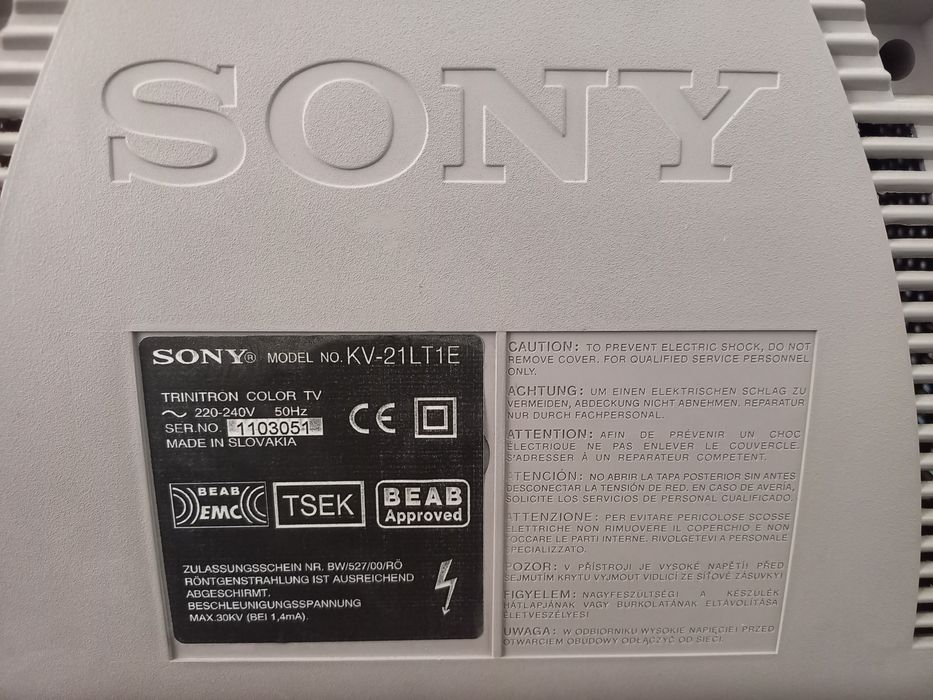 SONY
SONY® MODEL NO. KV-21LT1E
TRINITRON COLOR TV
~ 220-240V 50Hz
SER.NO. 1103051
MADE IN SLOVAKIA
CE
BEAB
EMC
TSEK
BEAB
Approved
ZULASSUNGSSCHEIN NR. BW/527/00/RÖ
RÖNTGENSTRAHLUNG IST AUSREICHEND
ABGESCHIRMT.
BESCHLEUNIGUNGSSPANNUNG
MAX.30KV (BEI 1,4mA).
CAUTION: TO PREVENT ELECTRIC SHOCK, DO NOT
REMOVE COVER. FOR QUALIFIED SERVICE PERSONNEL
ONLY.
ACHTUNG: UM EINEN ELEKTRISCHEN SCHLAG ZU
VERMEIDEN, ABDECKUNG NICHT ABNEHMEN. REPARATUR
NUR DURCH FACHPERSONAL.
ATTENTION: AFIN DE PRÉVENIR UN CHOC
ÉLECTRIQUE NE PAS ENLEVER LE COUVERCLE.
S'ADRESSER À UN REPARATEUR COMPETENT.
ATENCIÓN: NO ABRIR LA TAPA POSTERIOR SIN ANTES
DESCONECTAR LA TENSIÓN DE RED. EN CASO DE AVERÍA,
SOLICITE LOS SERVICIOS DE PERSONAL CUALIFICADO.
ATTENZIONE: PER EVITARE PERICOLOSE SCOSSE
ELETTRICHE NON RIMUOVERE IL COPERCHIO E NON
TOCCARE LE PARTI INTERNE. RIVOLGETEVI A PERSONALE
SPECIALIZZATO.
POZOR: V PŘÍSTROJI JE VYSOKÉ NAPĚTÍ! PŘED
SEJMUTÍM KRYTU VYJMOUT VIDLICI ZE SÍŤOVÉ ZÁSUVKY!
FIGYELEM: NAGYFESZÜLTSÉG! A KÉSZÜLÉK
HÁTLAPJÁNAK VAGY BURKOLATÁNAK ELTÁVOLÍTÁSA
ÉLETVESZÉLYES!
UWAGA: W ODBIORNIKU WYSOKIE NAPIĘCIE! PRZED
OTWARCIEM OBUDOWY ODŁĄCZYĆ OD SIECI.